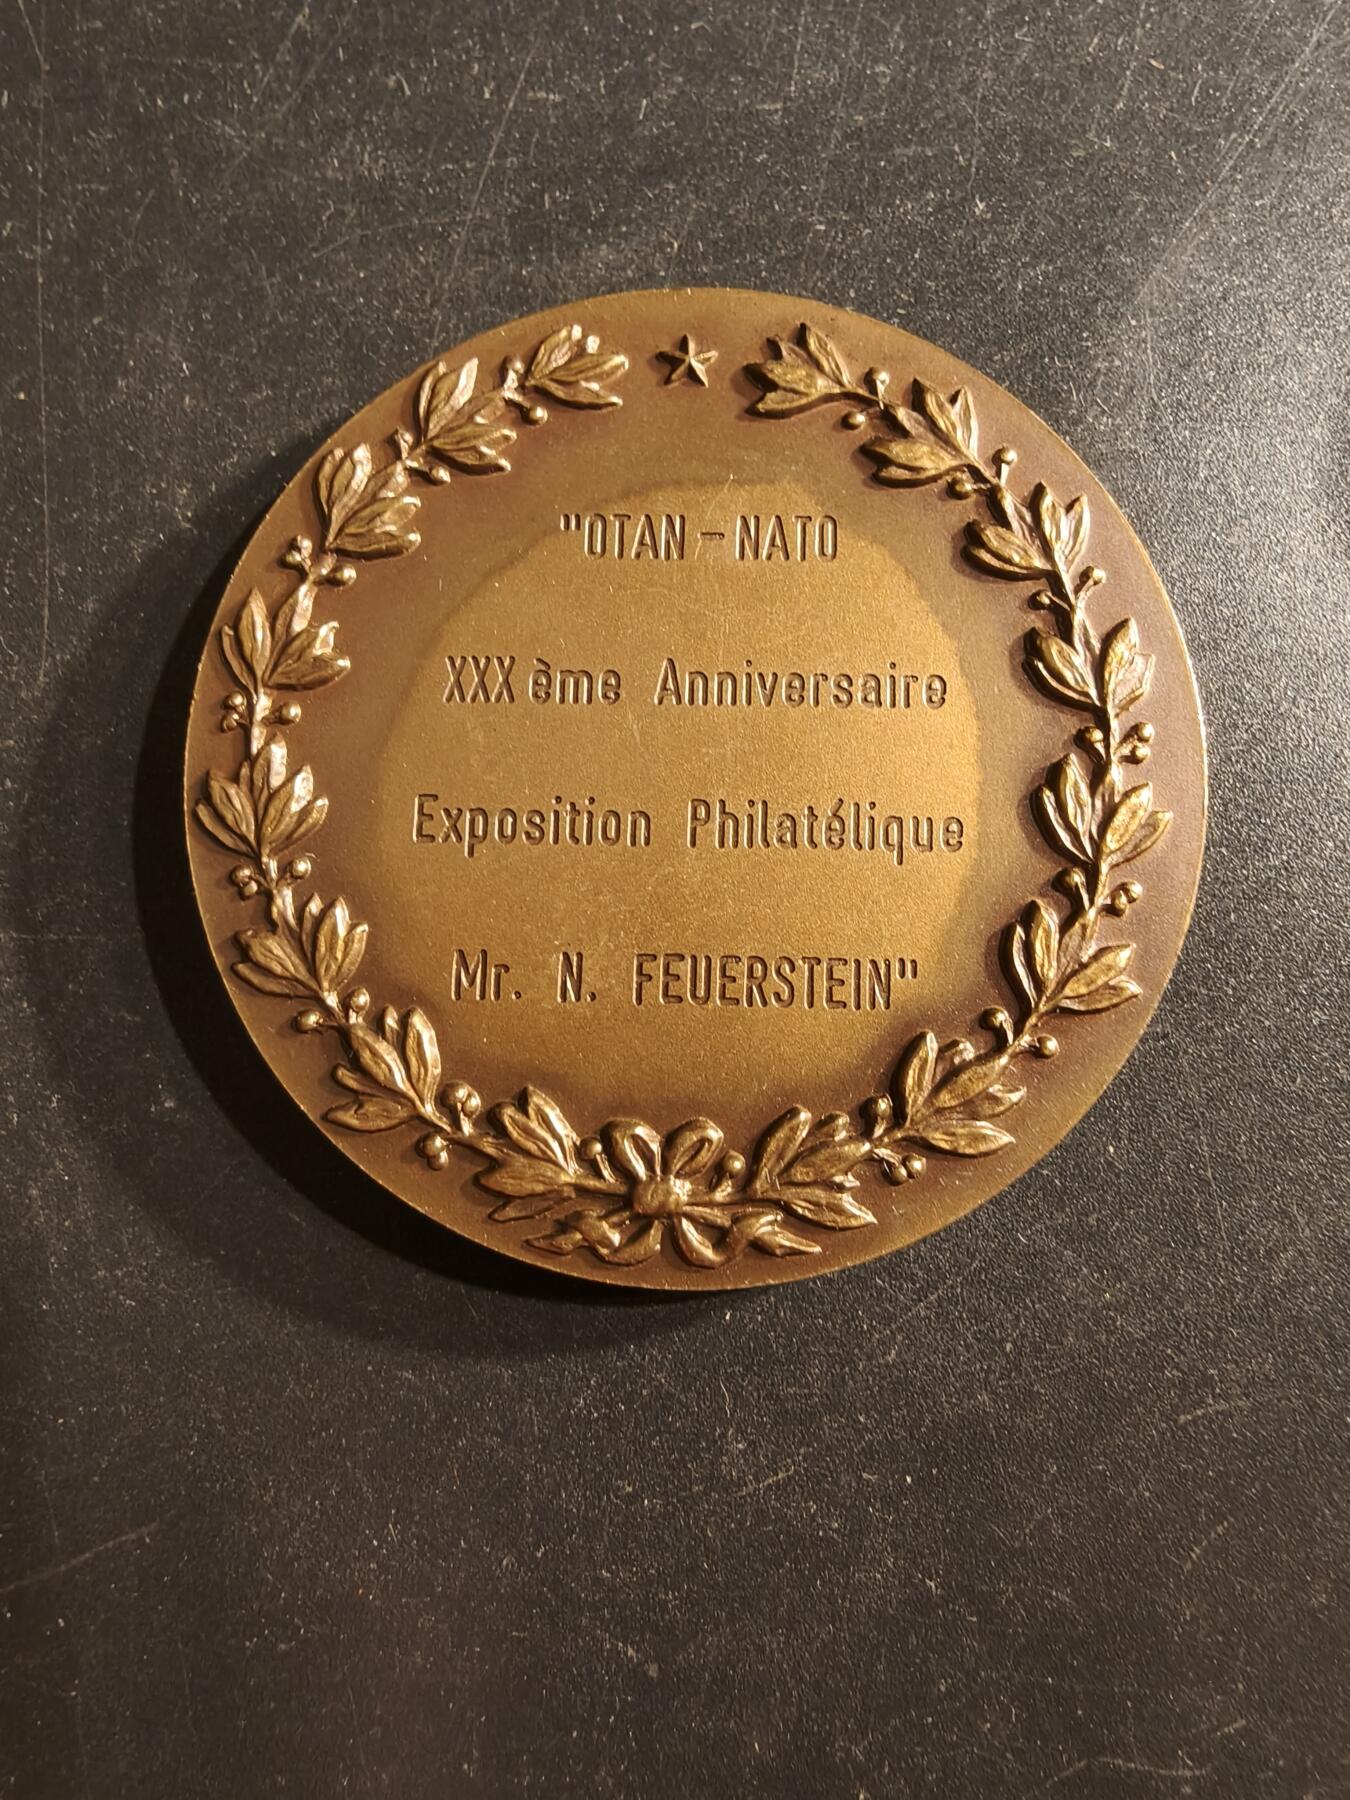 "OTAN - NATO
XXX ème Anniversaire
Exposition Philatélique
Mr. N. FEUERSTEIN"